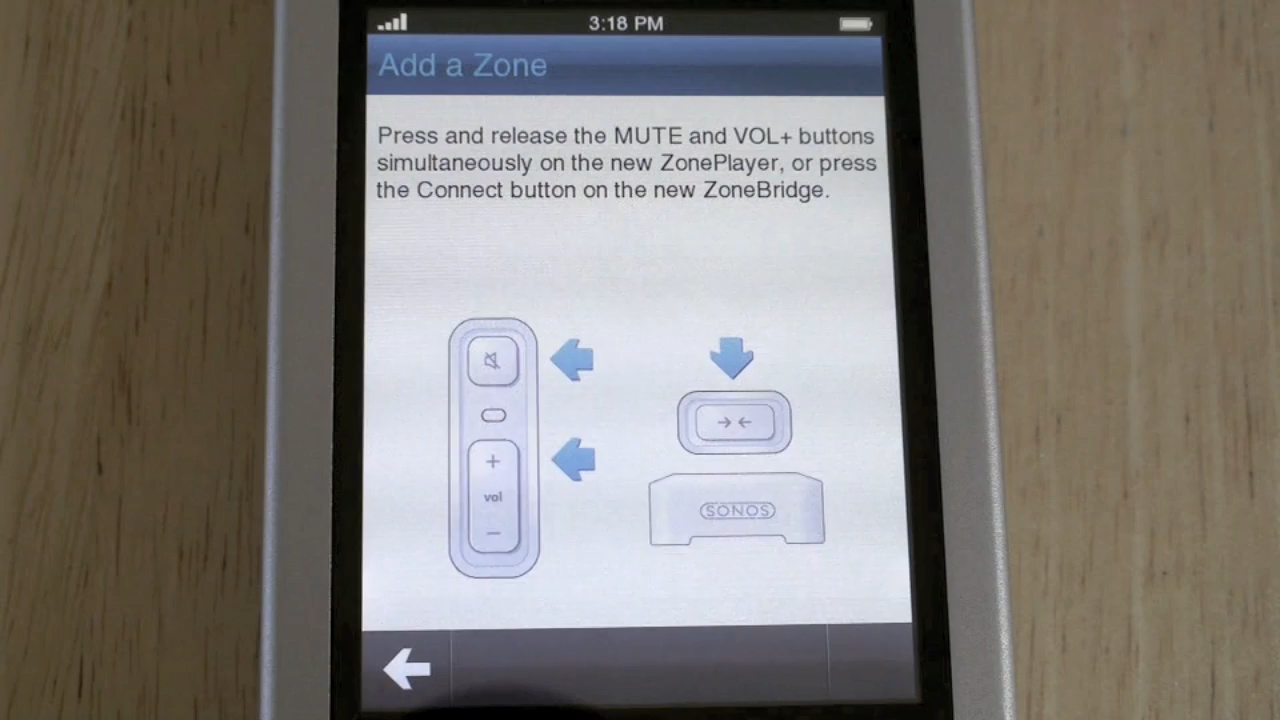 3:18 PM
Add a Zone
Press and release the MUTE and VOL+ buttons
simultaneously on the new ZonePlayer, or press
the Connect button on the new ZoneBridge.
+
vol
−
SONOS